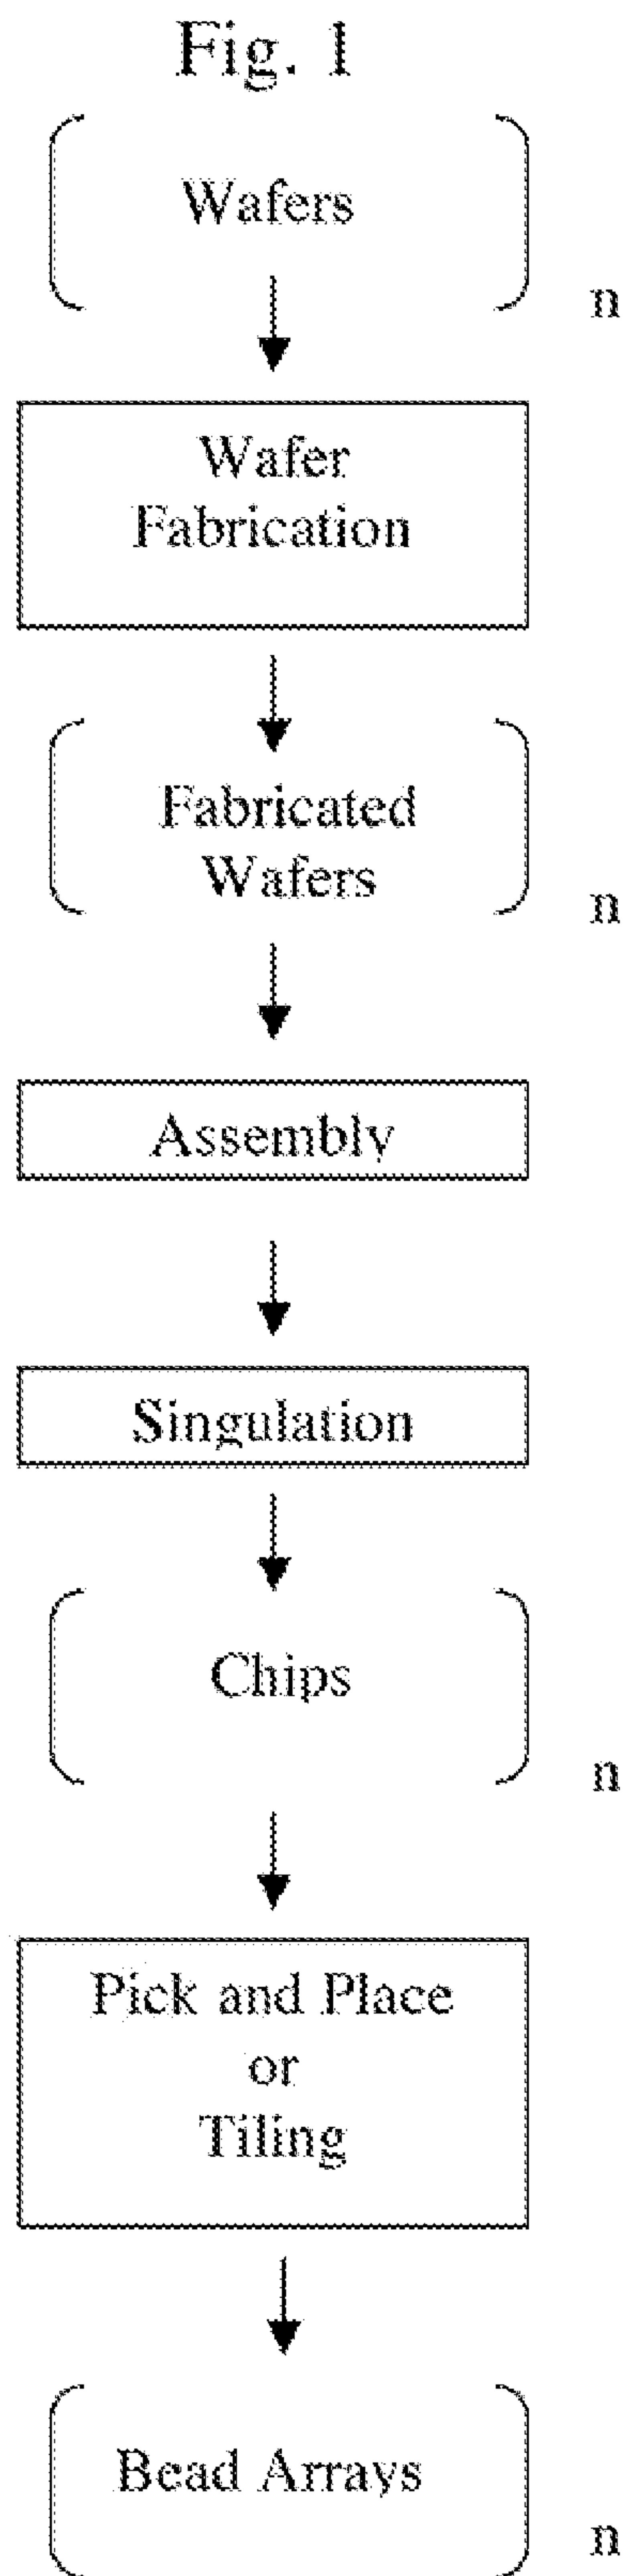 Fig. 1
Wafers
n
Wafer
Fabrication
Fabricated
Wafers
n
Assembly
Singulation
Chips
n
Pick and Place
or
Tiling
Bead Arrays
n